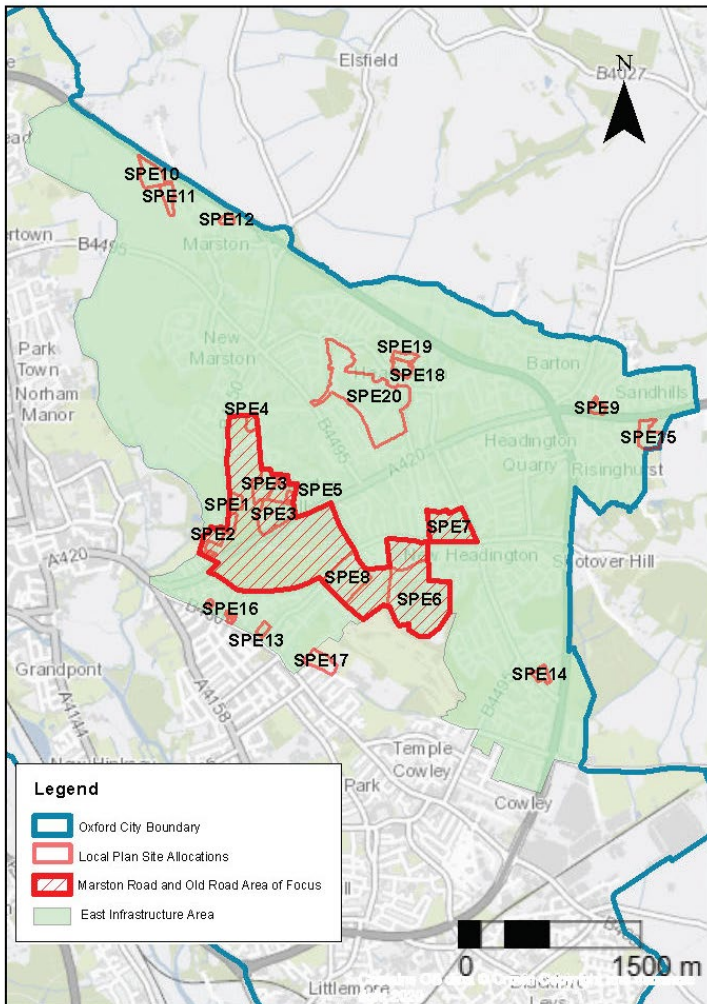 Elsfield
N
B4027
SPE10
SPE11
SPE12
Marston
B4495
New
Marston
Park
Town
Norham
Manor
SPE19
SPE18
SPE20
Barton
Sandhills
SPE9
SPE15
Headington
Quarry
Risinghurst
B4495
A420
SPE4
SPE3
SPE5
SPE1
SPE3
SPE2
SPE7
New Headington
A420
SPE8
SPE6
SPE16
SPE13
SPE17
SPE14
Grandpont
A4158
A4144
Temple
Cowley
Park
Cowley
Legend
Oxford City Boundary
Local Plan Site Allocations
Marston Road and Old Road Area of Focus
East Infrastructure Area
0 1500 m
Littlemore